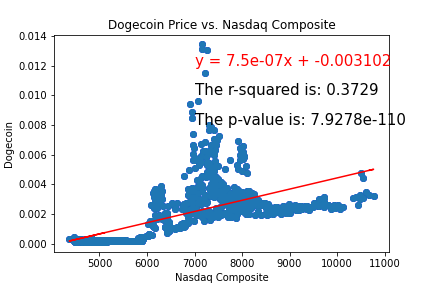 Dogecoin Price vs. Nasdaq Composite
0.014
0.012
0.010
0.008
0.006
0.004
0.002
0.000
Dogecoin
y = 7.5e-07x + -0.003102
The r-squared is: 0.3729
The p-value is: 7.9278e-110
5000 6000 7000 8000 9000 10000 11000
Nasdaq Composite